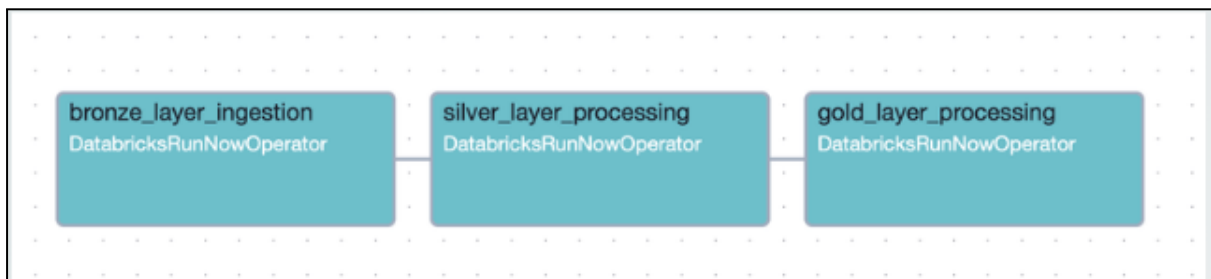 bronze_layer_ingestion
DatabricksRunNowOperator
silver_layer_processing
DatabricksRunNowOperator
gold_layer_processing
DatabricksRunNowOperator